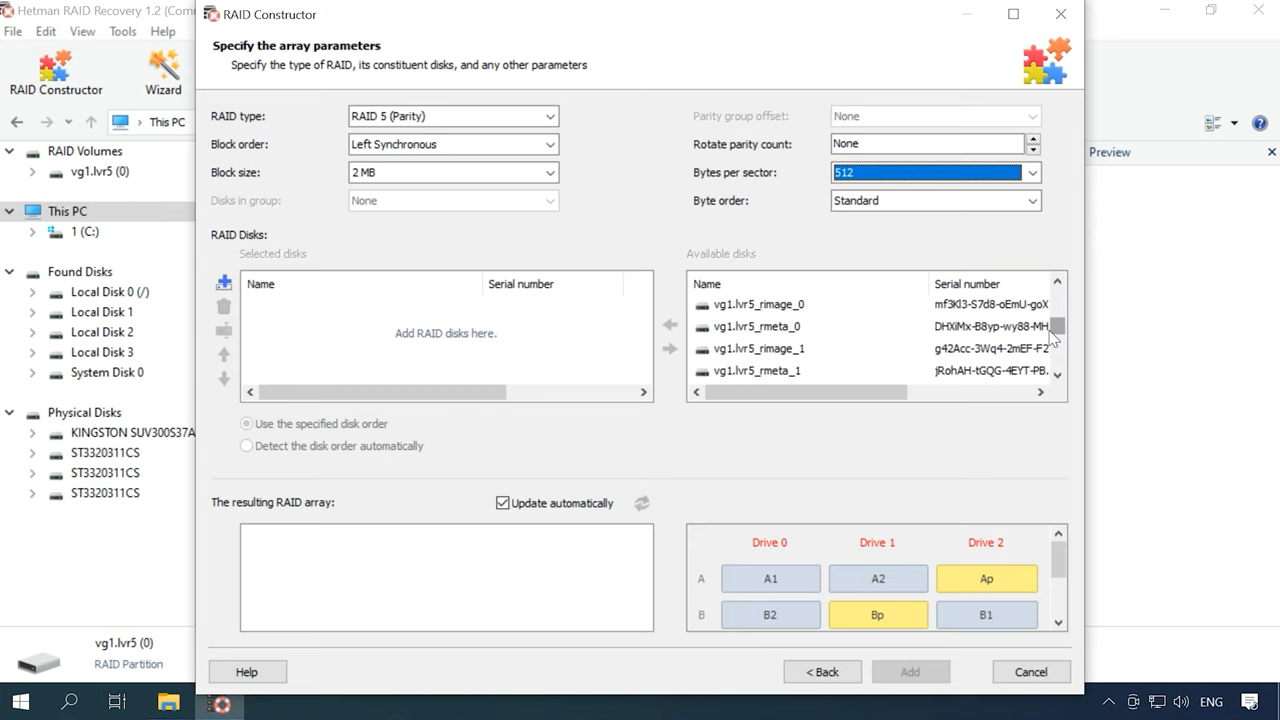 Hetman RAID Recovery 1.2 (Com
RAID Constructor
File Edit View Tools Help
RAID Constructor
Wizard
This PC
RAID Volumes
vg1.lvr5 (0)
This PC
1 (C:)
Found Disks
Local Disk 0 (/)
Local Disk 1
Local Disk 2
Local Disk 3
System Disk 0
Physical Disks
KINGSTON SUV300S37A
ST3320311CS
ST3320311CS
ST3320311CS
vg1.lvr5 (0)
RAID Partition
Specify the array parameters
Specify the type of RAID, its constituent disks, and any other parameters
RAID type: RAID 5 (Parity)
Block order: Left Synchronous
Block size: 2 MB
Disks in group: None
Parity group offset: None
Rotate parity count: None
Bytes per sector: 512
Byte order: Standard
RAID Disks:
Selected disks
Name Serial number
Add RAID disks here.
Available disks
Name Serial number
vg1.lvr5_rimage_0 mf3Kl3-S7d8-oEmU-goX
vg1.lvr5_rmeta_0 DHXiMx-B8yp-wy88-MH
vg1.lvr5_rimage_1 g42Acc-3Wq4-2mEF-F2
vg1.lvr5_rmeta_1 jRohAH-tGQG-4EYT-PB.
Use the specified disk order
Detect the disk order automatically
The resulting RAID array:
Update automatically
Drive 0 Drive 1 Drive 2
A A1 A2 Ap
B B2 Bp B1
Help
< Back
Add
Cancel
Preview
ENG